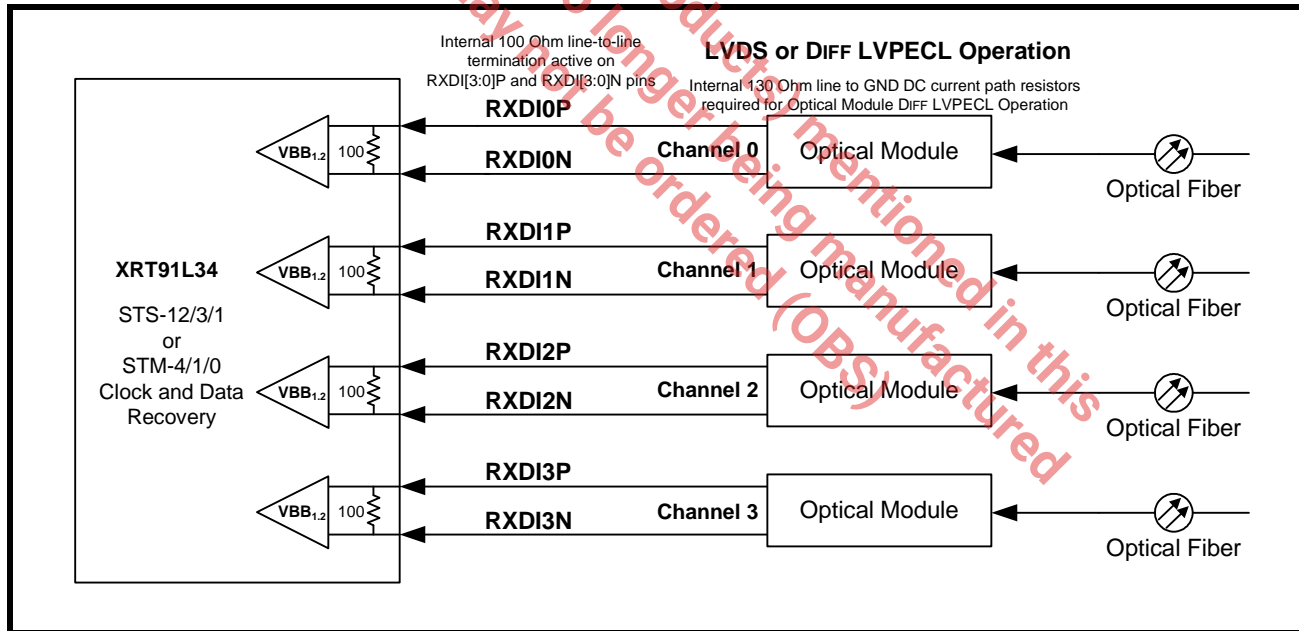 Internal 100 Ohm line-to-line
termination active on
RXDI[3:0]P and RXDI[3:0]N pins
LVDS or DIFF LVPECL Operation
Internal 130 Ohm line to GND DC current path resistors
required for Optical Module DIFF LVPECL Operation
XRT91L34
STS-12/3/1
or
STM-4/1/0
Clock and Data
Recovery
VBB1.2
100
RXDI0P
RXDI0N
Channel 0
Optical Module
Optical Fiber
VBB1.2
100
RXDI1P
RXDI1N
Channel 1
Optical Module
Optical Fiber
VBB1.2
100
RXDI2P
RXDI2N
Channel 2
Optical Module
Optical Fiber
VBB1.2
100
RXDI3P
RXDI3N
Channel 3
Optical Module
Optical Fiber
products) mentioned in this
longer being manufactured
may not be ordered (OBS)